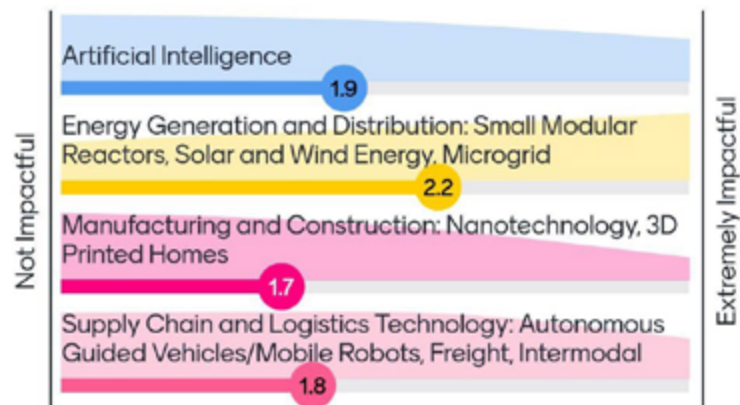 Artificial Intelligence
1.9
Energy Generation and Distribution: Small Modular
Reactors, Solar and Wind Energy, Microgrid
2.2
Manufacturing and Construction: Nanotechnology, 3D
Printed Homes
1.7
Supply Chain and Logistics Technology: Autonomous
Guided Vehicles/Mobile Robots, Freight, Intermodal
1.8
Not Impactful
Extremely Impactful